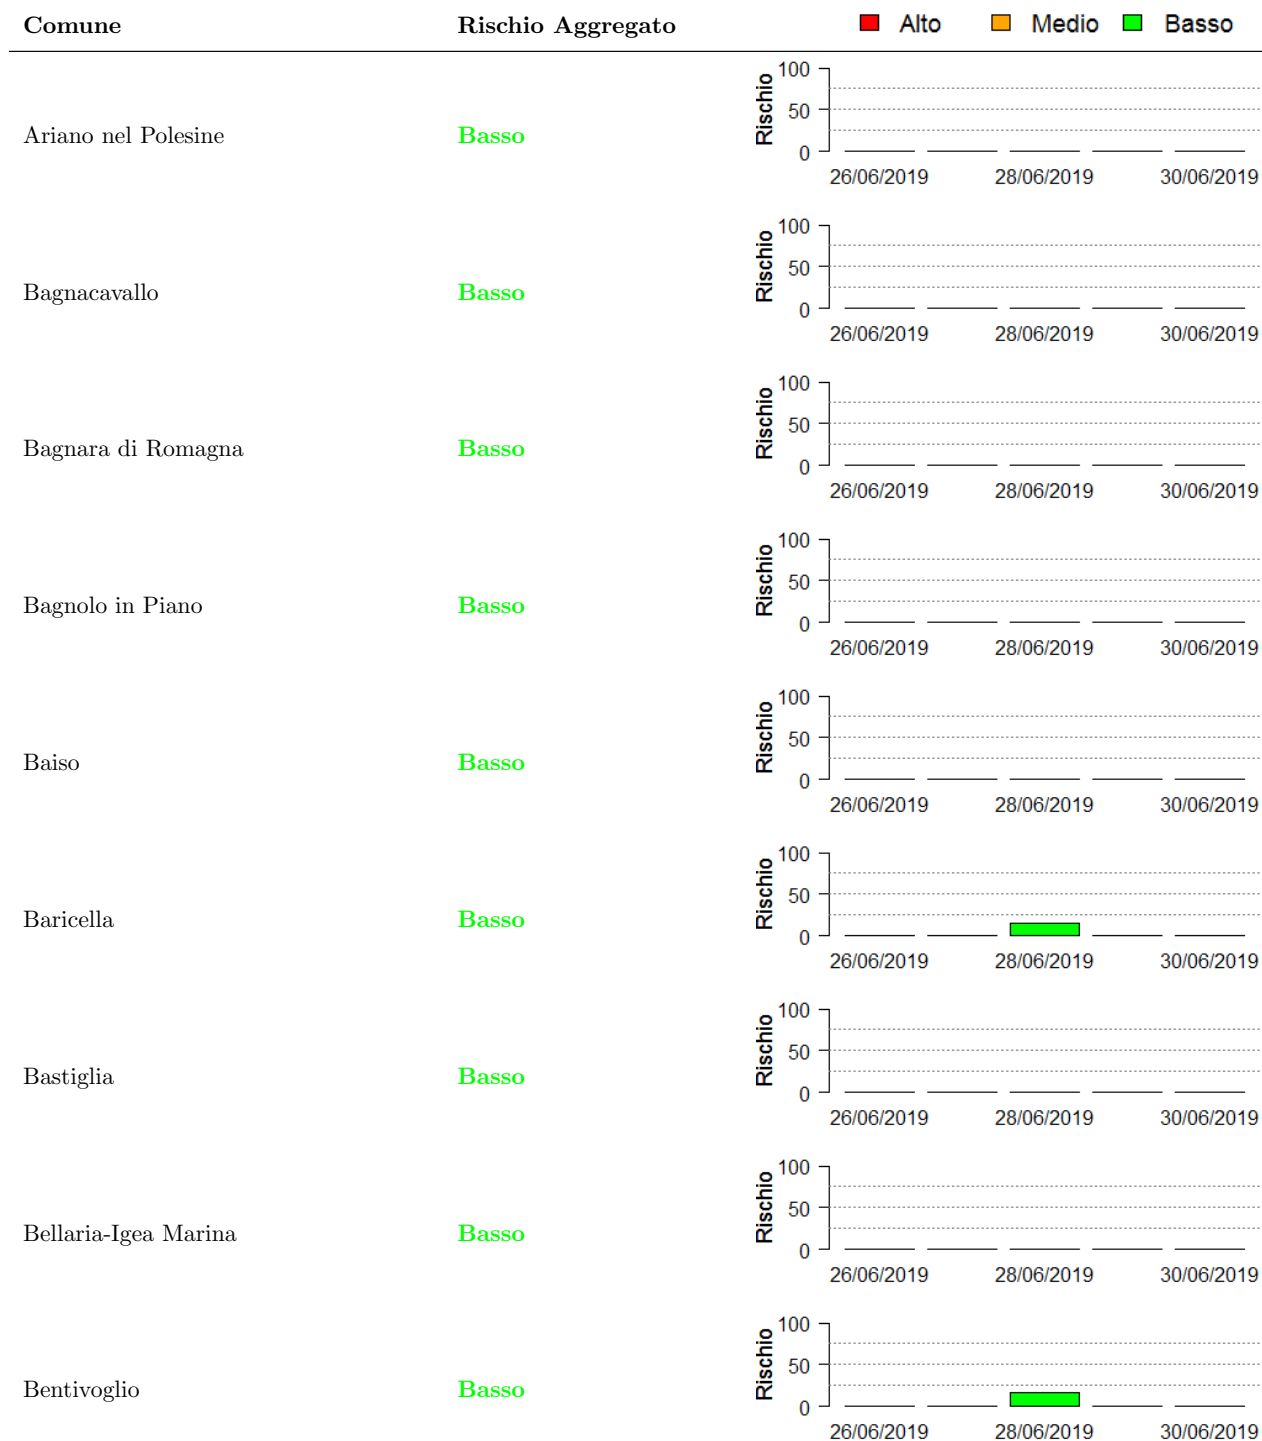 Comune Rischio Aggregato Alto Medio Basso
100
50
0
Rischio
Ariano nel Polesine Basso
26/06/2019 28/06/2019 30/06/2019
100
50
0
Rischio
Bagnacavallo Basso
26/06/2019 28/06/2019 30/06/2019
100
50
0
Rischio
Bagnara di Romagna Basso
26/06/2019 28/06/2019 30/06/2019
100
50
0
Rischio
Bagnolo in Piano Basso
26/06/2019 28/06/2019 30/06/2019
100
50
0
Rischio
Baiso Basso
26/06/2019 28/06/2019 30/06/2019
100
50
0
Rischio
Baricella Basso
26/06/2019 28/06/2019 30/06/2019
100
50
0
Rischio
Bastiglia Basso
26/06/2019 28/06/2019 30/06/2019
100
50
0
Rischio
Bellaria-Igea Marina Basso
26/06/2019 28/06/2019 30/06/2019
100
50
0
Rischio
Bentivoglio Basso
26/06/2019 28/06/2019 30/06/2019